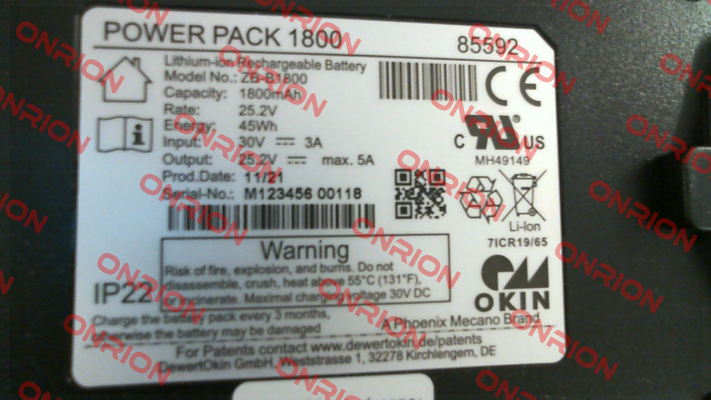 POWER PACK 1800 85592
Lithium-ion Rechargeable Battery
Model No.: ZB-B1800
Capacity: 1800mAh
Rate: 25.2V
Energy: 45Wh
Input: 30V ⎓ 3A
Output: 25.2V ⎓ max. 5A
Prod.Date: 11/21
Serial-No.: M123456 00118
CE
C UL US
MH49149
Li-Ion
7ICR19/65
Warning
Risk of fire, explosion, and burns. Do not
disassemble, crush, heat above 55°C (131°F),
incinerate. Maximal charging voltage 30V DC
IP22
OKIN
A Phoenix Mecano Brand
Charge the battery pack every 3 months,
otherwise the battery may be damaged
For Patents contact www.dewertokin.de/patents
DewertOkin GmbH, Weststrasse 1, 32278 Kirchlengern, DE
ONRION